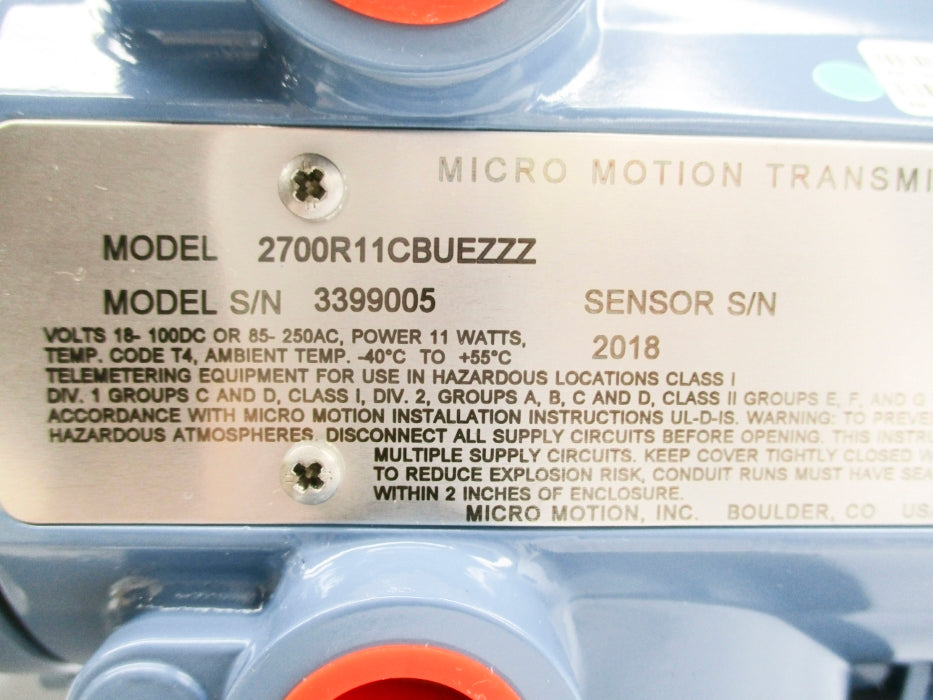 MICRO MOTION TRANSMI
MODEL 2700R11CBUEZZZ
MODEL S/N 3399005 SENSOR S/N
VOLTS 18- 100DC OR 85- 250AC, POWER 11 WATTS,
2018
TEMP. CODE T4, AMBIENT TEMP. -40°C TO +55°C
TELEMETERING EQUIPMENT FOR USE IN HAZARDOUS LOCATIONS CLASS I
DIV. 1 GROUPS C AND D, CLASS I, DIV. 2, GROUPS A, B, C AND D, CLASS II GROUPS E, F, AND G
ACCORDANCE WITH MICRO MOTION INSTALLATION INSTRUCTIONS UL-D-IS. WARNING: TO PREVE
HAZARDOUS ATMOSPHERES, DISCONNECT ALL SUPPLY CIRCUITS BEFORE OPENING. THIS INSTRU
MULTIPLE SUPPLY CIRCUITS. KEEP COVER TIGHTLY CLOSED W
TO REDUCE EXPLOSION RISK, CONDUIT RUNS MUST HAVE SEA
WITHIN 2 INCHES OF ENCLOSURE.
MICRO MOTION, INC. BOULDER, CO USA